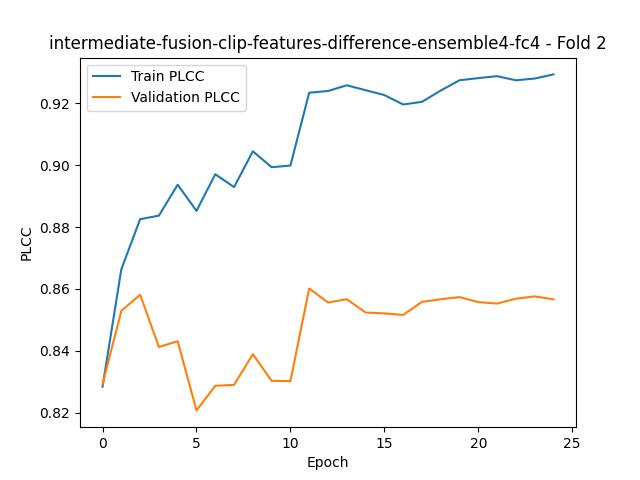 intermediate-fusion-clip-features-difference-ensemble4-fc4 - Fold 2
Train PLCC
Validation PLCC
0.92
0.90
0.88
0.86
0.84
0.82
PLCC
0 5 10 15 20 25
Epoch